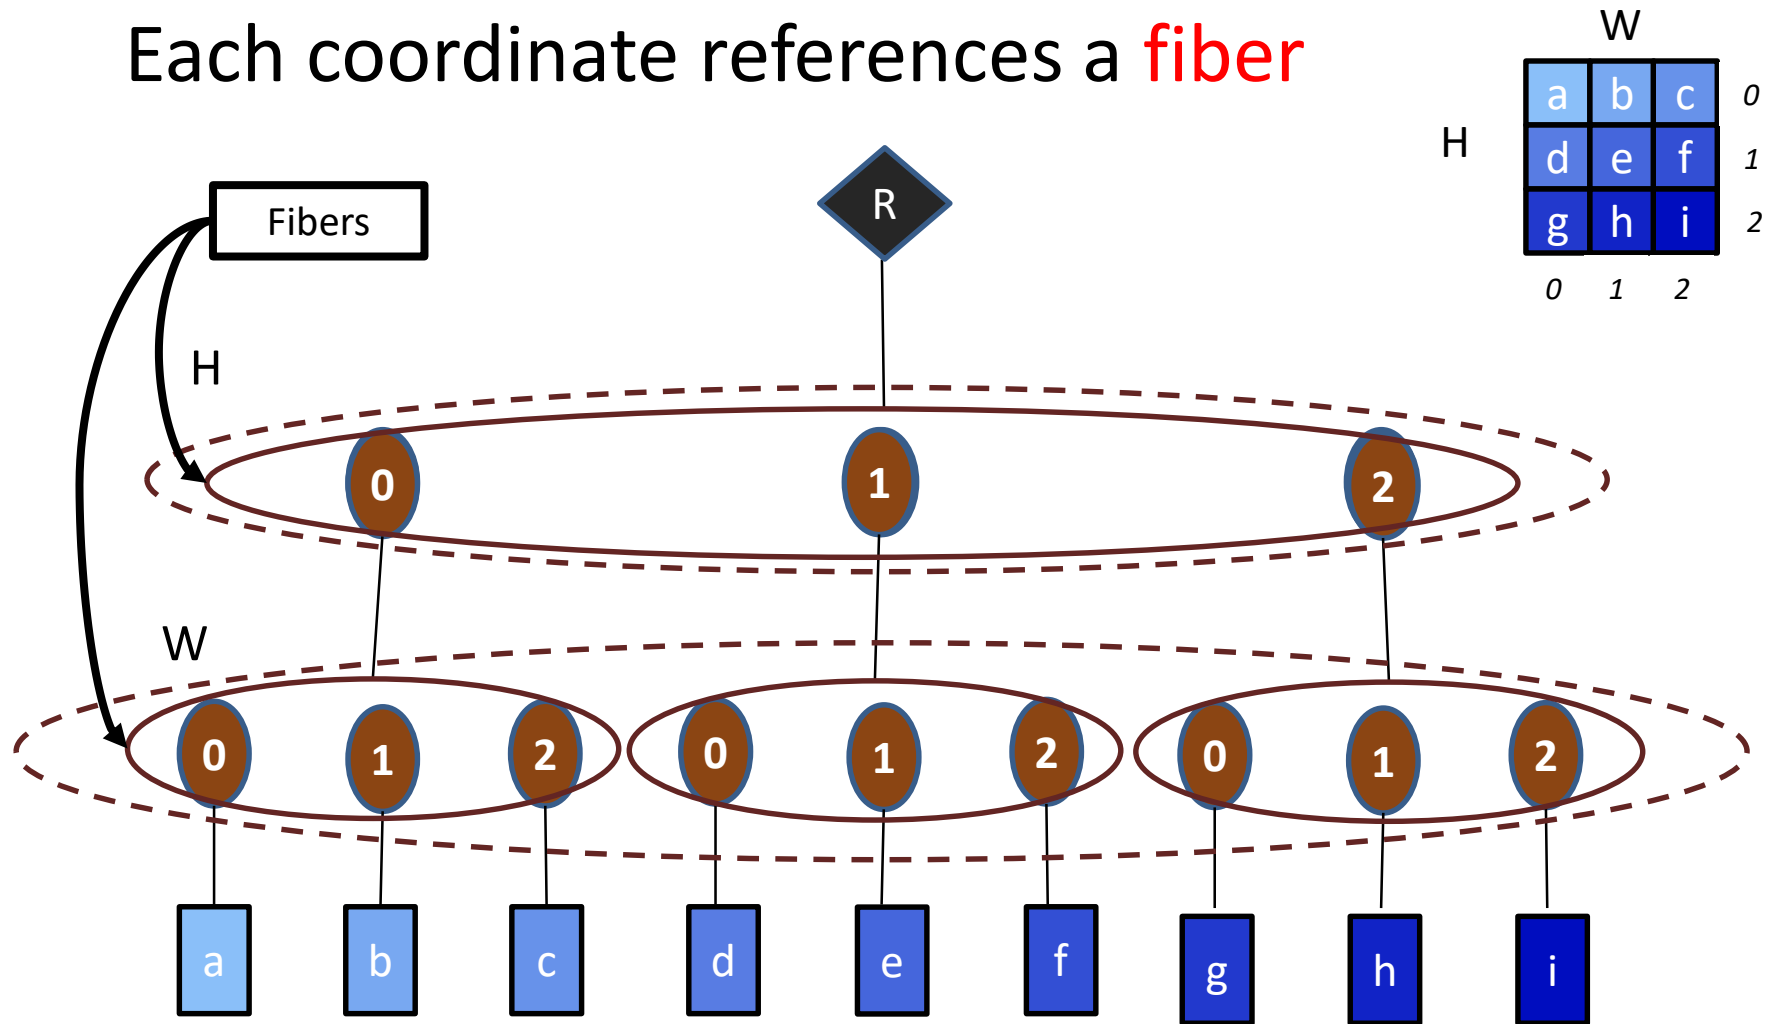 Each coordinate references a fiber
W
a b c 0
H
d e f 1
g h i 2
0 1 2
Fibers
R
H
0 1 2
W
0 1 2 0 1 2 0 1 2
a b c d e f g h i